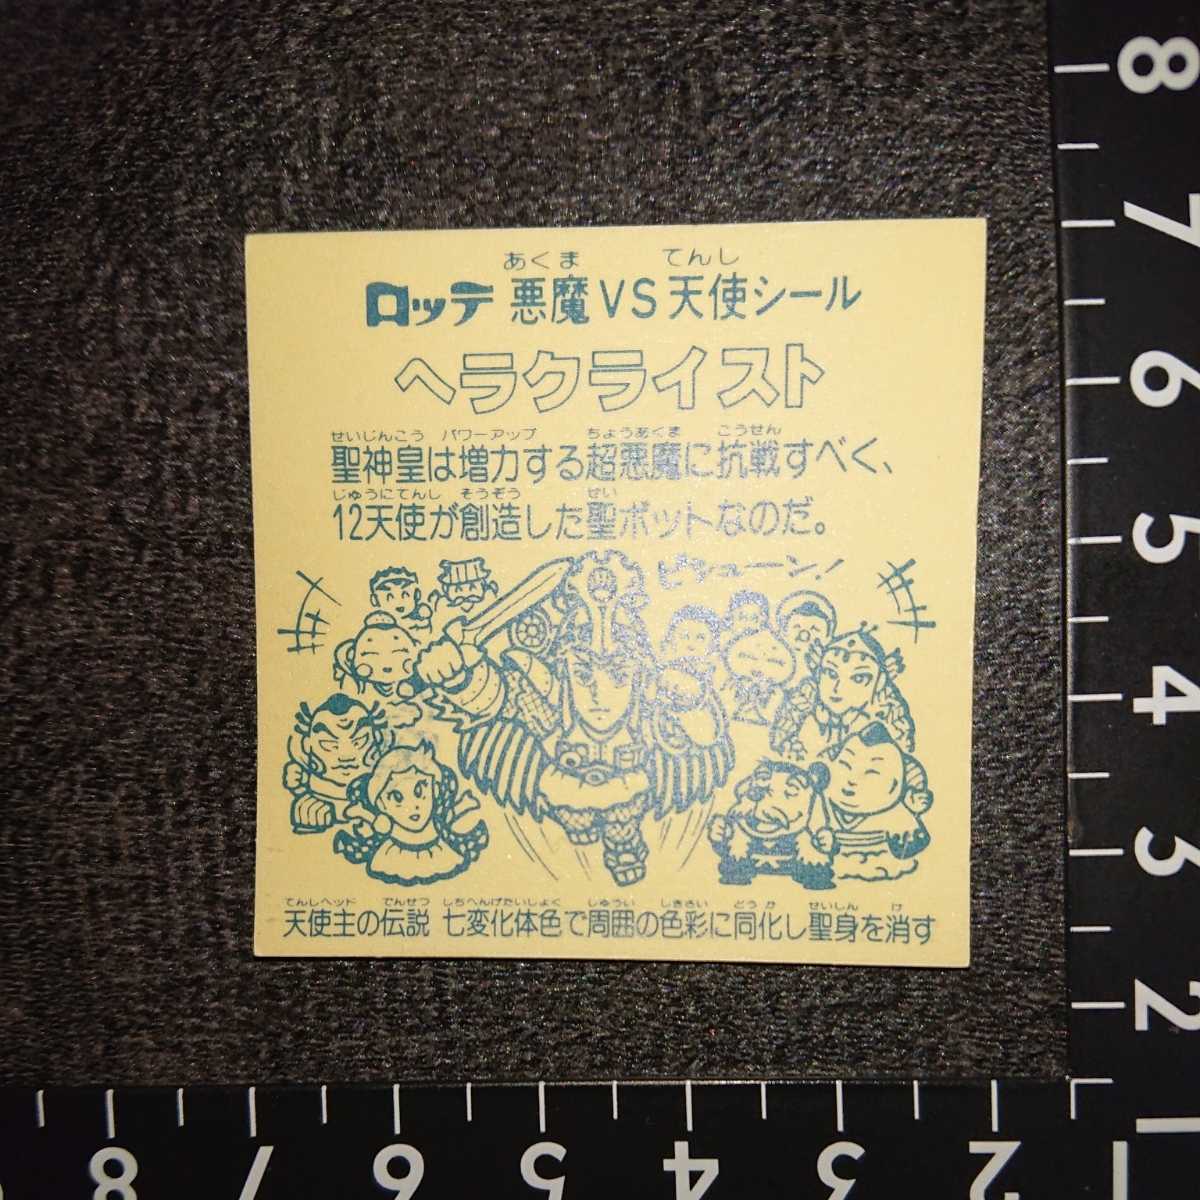 あくま てんし
ロッテ 悪魔VS天使シール
ヘラクライスト
せいじんこう パワーアップ ちょうあくま こうせん
聖神皇は増力する超悪魔に抗戦すべく、
じゅうにてんし そうぞう せい
12天使が創造した聖ボットなのだ。
ビシューン!
てんしヘッド でんせつ しちへんげたいしょく しゅうい しきさい どうか せいしん け
天使主の伝説 七変化体色で周囲の色彩に同化し聖身を消す
8
7
6
5
4
3
2
1
8 7 6 5 4 3 2